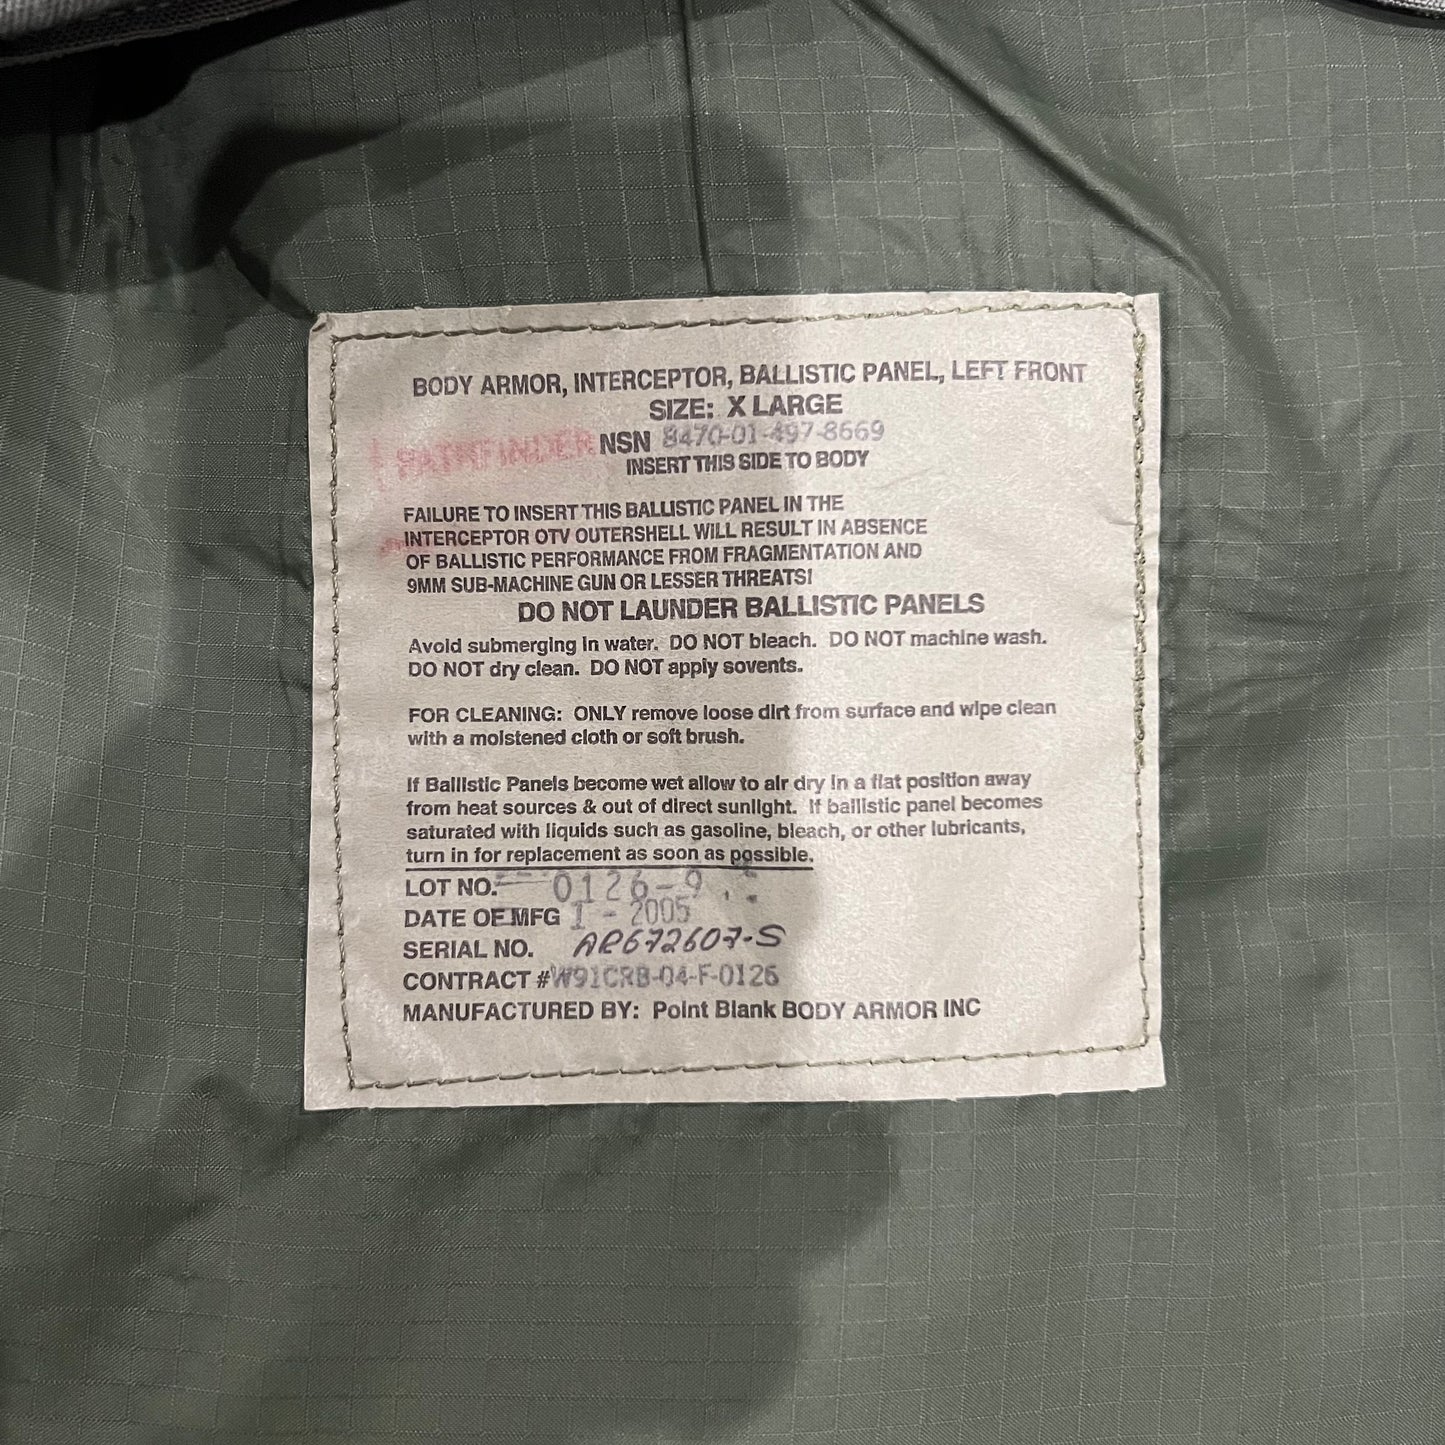 BODY ARMOR, INTERCEPTOR, BALLISTIC PANEL, LEFT FRONT
SIZE: X LARGE
PATHFINDER NSN 8470-01-497-8669
INSERT THIS SIDE TO BODY
FAILURE TO INSERT THIS BALLISTIC PANEL IN THE
INTERCEPTOR OTV OUTERSHELL WILL RESULT IN ABSENCE
OF BALLISTIC PERFORMANCE FROM FRAGMENTATION AND
9MM SUB-MACHINE GUN OR LESSER THREATS!
DO NOT LAUNDER BALLISTIC PANELS
Avoid submerging in water. DO NOT bleach. DO NOT machine wash.
DO NOT dry clean. DO NOT apply sovents.
FOR CLEANING: ONLY remove loose dirt from surface and wipe clean
with a moistened cloth or soft brush.
If Ballistic Panels become wet allow to air dry in a flat position away
from heat sources & out of direct sunlight. If ballistic panel becomes
saturated with liquids such as gasoline, bleach, or other lubricants,
turn in for replacement as soon as possible.
LOT NO. 0126-9
DATE OF MFG 1 - 2005
SERIAL NO. AR672607-S
CONTRACT # W91CRB-04-F-0126
MANUFACTURED BY: Point Blank BODY ARMOR INC